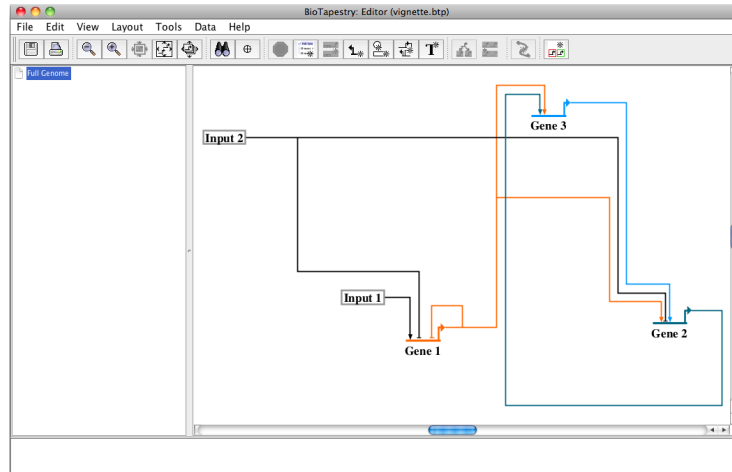 BioTapestry: Editor (vignette.btp)
File Edit View Layout Tools Data Help
T
Full Genome
Gene 3
Input 2
Input 1
Gene 2
Gene 1